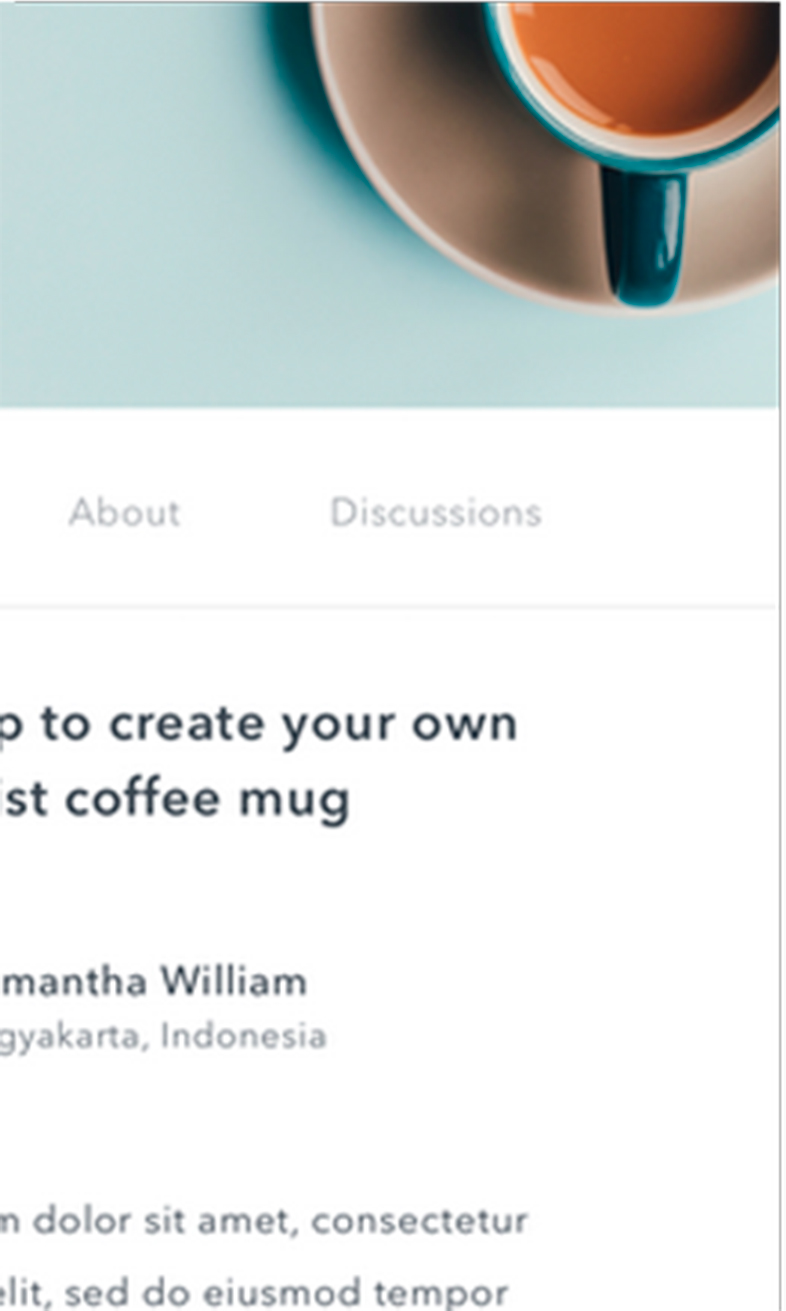 About Discussions
p to create your own
ist coffee mug
mantha William
gyakarta, Indonesia
m dolor sit amet, consectetur
elit, sed do eiusmod tempor